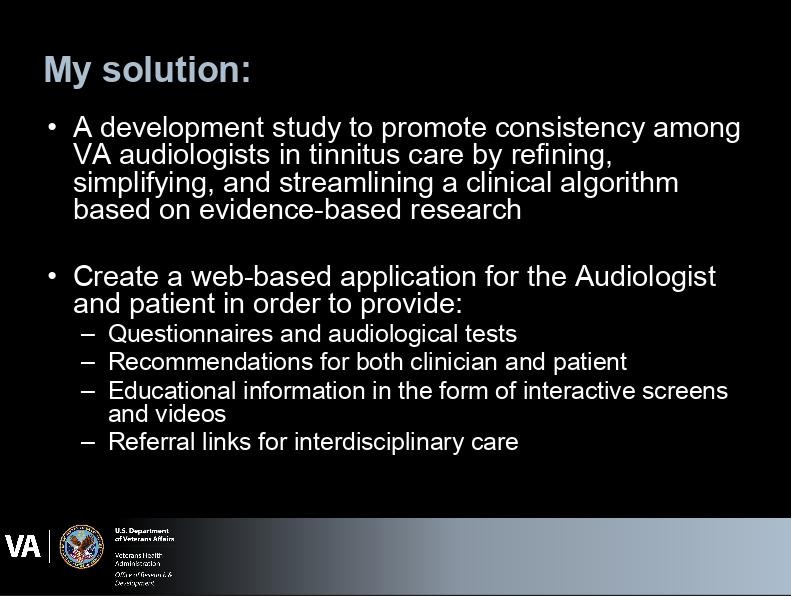 My solution:
• A development study to promote consistency among
VA audiologists in tinnitus care by refining,
simplifying, and streamlining a clinical algorithm
based on evidence-based research
• Create a web-based application for the Audiologist
and patient in order to provide:
– Questionnaires and audiological tests
– Recommendations for both clinician and patient
– Educational information in the form of interactive screens
and videos
– Referral links for interdisciplinary care
VA
U.S. Department
of Veterans Affairs
Veterans Health
Administration
Office of Research &
Development